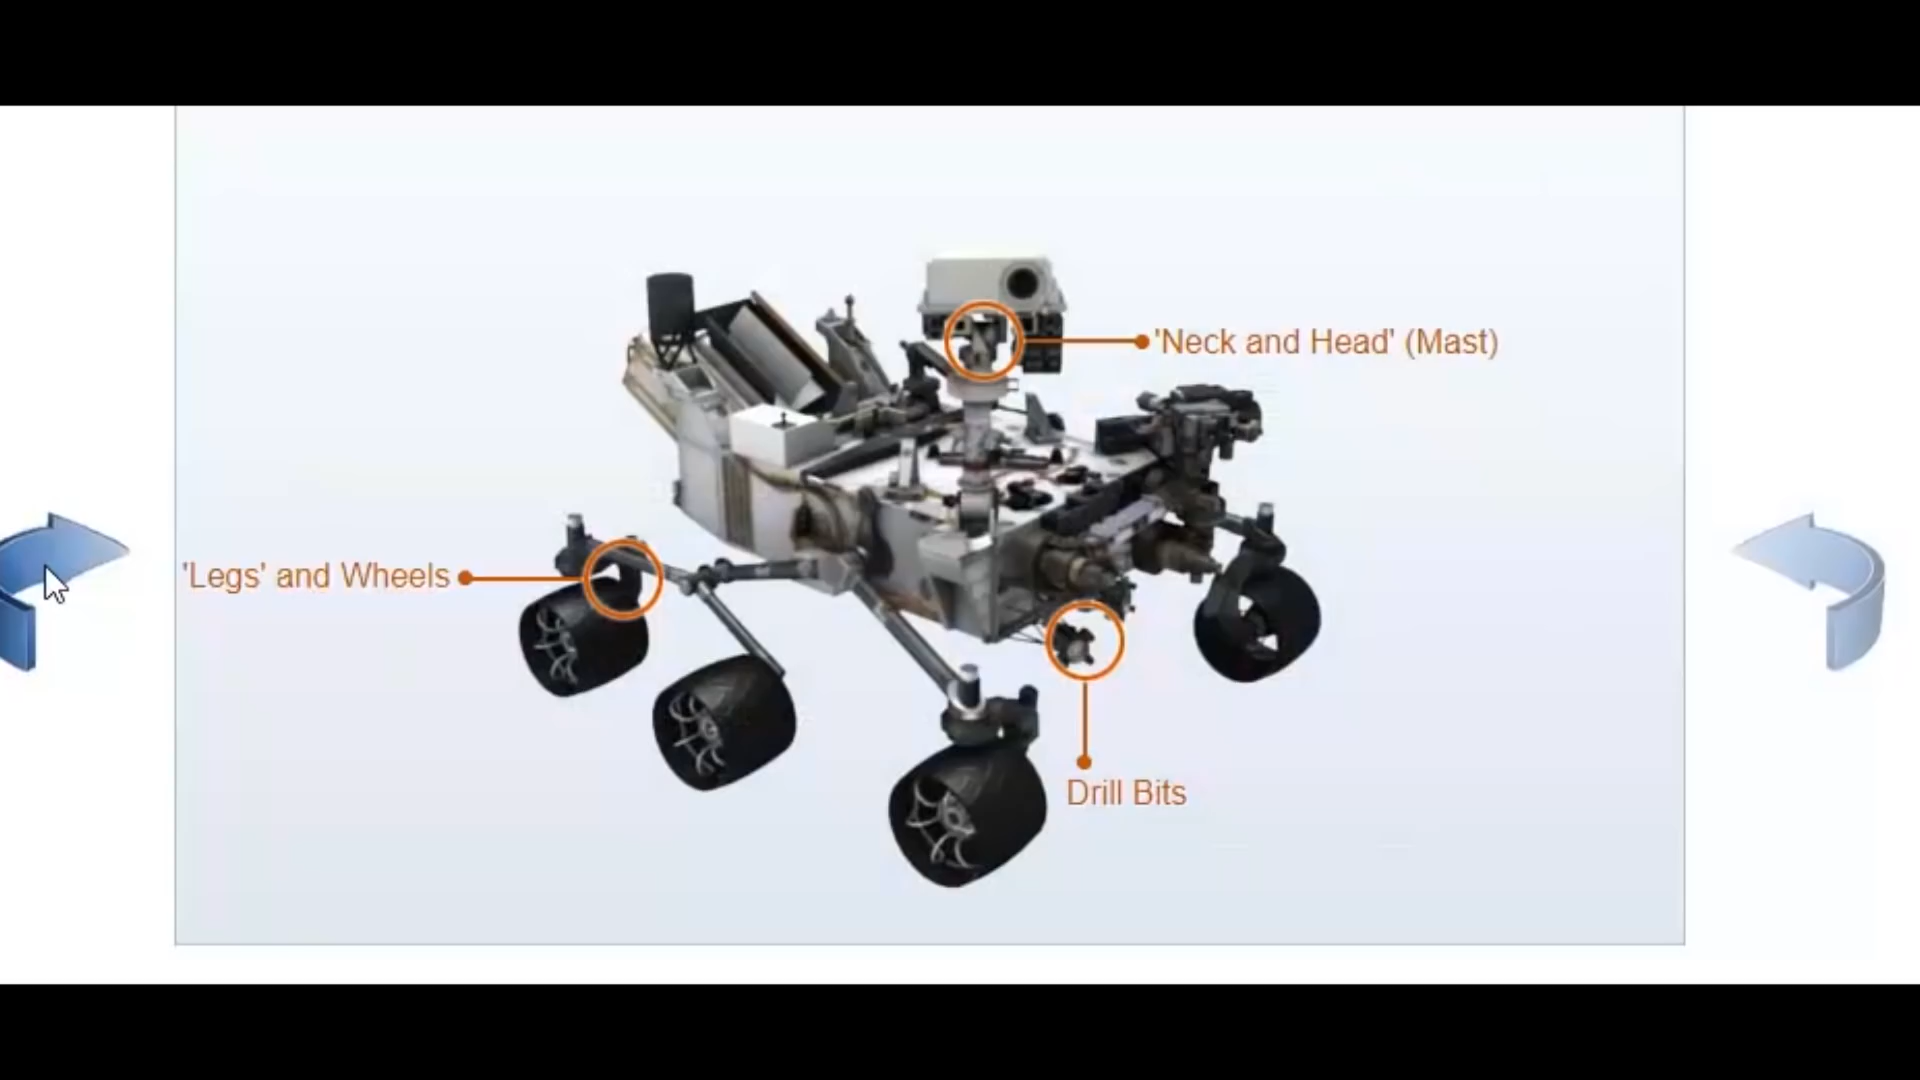 'Neck and Head' (Mast)
'Legs' and Wheels
Drill Bits